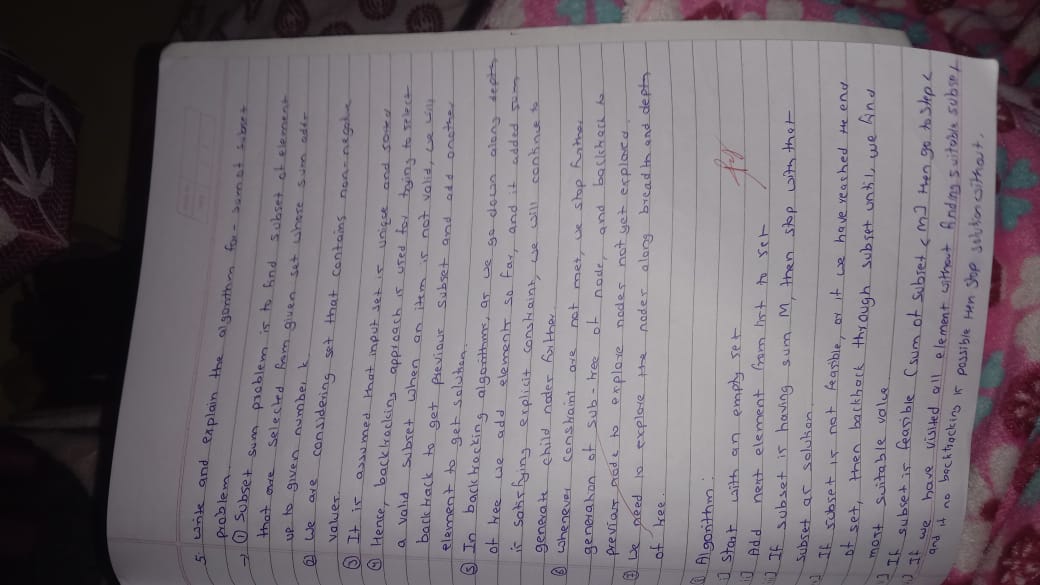 5. Write and explain the algorithm for - sum of subset
problem.
→ ① Subset sum problem is to find subset of element
that are selected from given set whose sum adds
up to given number k.
② We are considering set that contains non-negative
values.
③ It is assumed that input set is unique and sorted
④ Hence, backtracking approach is used for trying to select
a valid subset when an item is not valid, we will
backtrack to get previous subset and add another
element to get solution.
⑤ In backtracking algorithms, as we go down along depth
of tree we add elements so far, and if added sum
is satisfying explicit constraint, we will continue to
generate child nodes further.
⑥ Whenever constraint are not met, we stop further
generation of sub-tree of node, and backtrack to
previous node to explore nodes not yet explored.
⑦ We need to explore the nodes along breadth and depth
of tree.
Algorithm:
i) Start with an empty set
ii) Add next element from list to set
If subset is having sum M, then stop with that
subset as solution.
If subset is not feasible, or if we have reached the end
of set, then backtrack through subset until, we find
most suitable value
If subset is feasible (sum of subset < M) then go to step
If we have visited all element without finding suitable subset
and if no backtracking is possible then stop solution without.